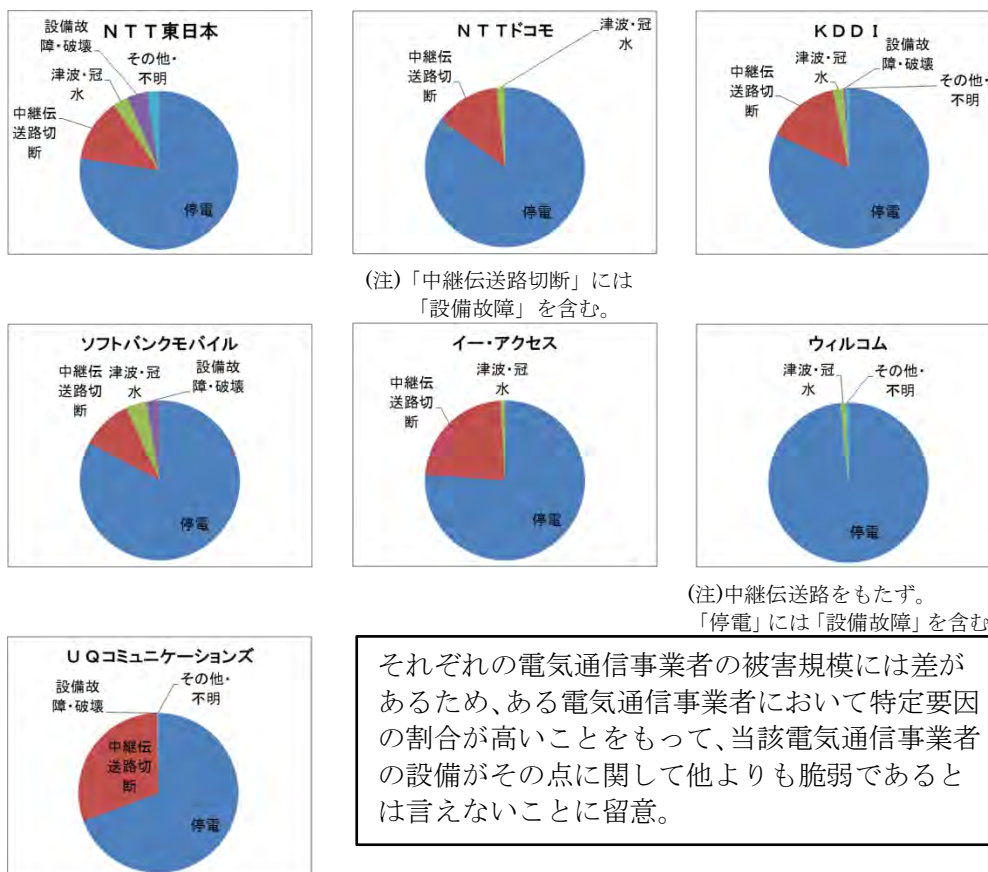 ＮＴＴ東日本
設備故
障・破壊
その他・
不明
津波・冠
水
中継伝
送路切
断
停電
ＮＴＴドコモ
津波・冠
水
中継伝
送路切
断
停電
(注)「中継伝送路切断」には
「設備故障」を含む。
ＫＤＤＩ
設備故
障・破壊
津波・冠
水
その他・
不明
中継伝
送路切
断
停電
ソフトバンクモバイル
中継伝
送路切
断
津波・冠
水
設備故
障・破壊
停電
イー・アクセス
津波・冠
水
中継伝
送路切
断
停電
ウィルコム
津波・冠
水
その他・
不明
停電
(注)中継伝送路をもたず。
「停電」には「設備故障」を含む
ＵＱコミュニケーションズ
設備故
障・破壊
その他・
不明
中継伝
送路切
断
停電
それぞれの電気通信事業者の被害規模には差が
あるため、ある電気通信事業者において特定要因
の割合が高いことをもって、当該電気通信事業者
の設備がその点に関して他よりも脆弱であると
は言えないことに留意。